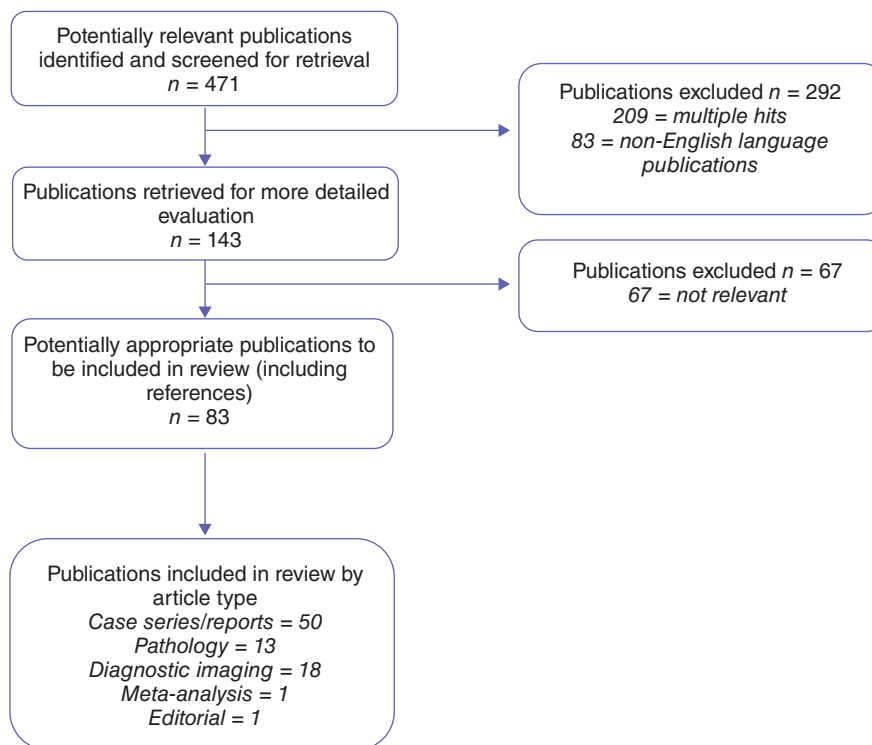 Potentially relevant publications
identified and screened for retrieval
n = 471
Publications excluded n = 292
209 = multiple hits
83 = non-English language
publications
Publications retrieved for more detailed
evaluation
n = 143
Publications excluded n = 67
67 = not relevant
Potentially appropriate publications to
be included in review (including
references)
n = 83
Publications included in review by
article type
Case series/reports = 50
Pathology = 13
Diagnostic imaging = 18
Meta-analysis = 1
Editorial = 1